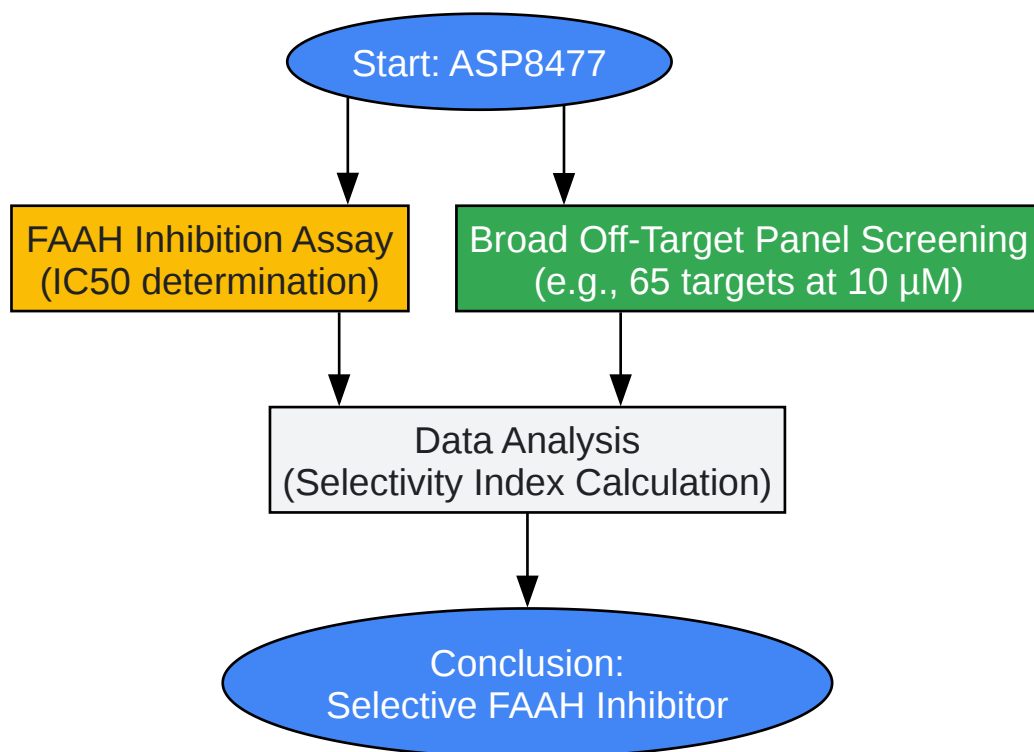 Start: ASP8477
FAAH Inhibition Assay
(IC50 determination)
Broad Off-Target Panel Screening
(e.g., 65 targets at 10 µM)
Data Analysis
(Selectivity Index Calculation)
Conclusion:
Selective FAAH Inhibitor